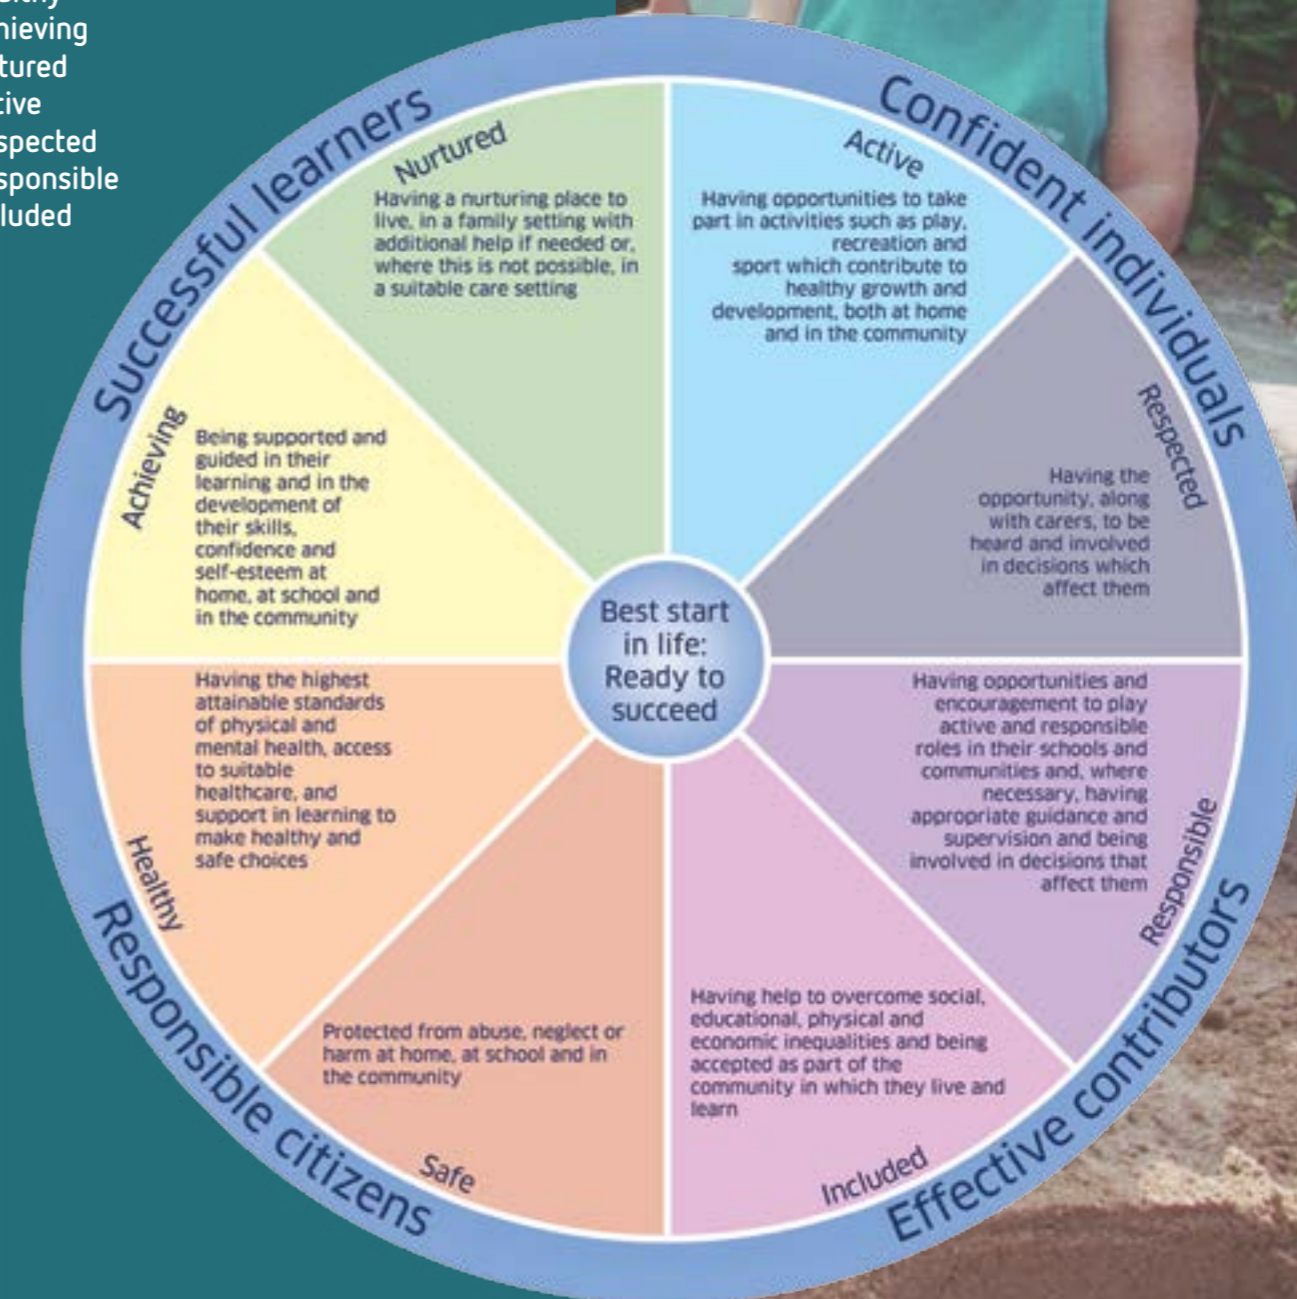 hieving
tured
tive
spected
sponsible
luded
Successful learners
Confident individuals
Nurtured
Having a nurturing place to
live, in a family setting with
additional help if needed or,
where this is not possible, in
a suitable care setting
Active
Having opportunities to take
part in activities such as play,
recreation and
sport which contribute to
healthy growth and
development, both at home
and in the community
Achieving
Being supported and
guided in their
learning and in the
development of
their skills,
confidence and
self-esteem at
home, at school and
in the community
Respected
Having the
opportunity, along
with carers, to be
heard and involved
in decisions which
affect them
Best start
in life:
Ready to
succeed
Having the highest
attainable standards
of physical and
mental health, access
to suitable
healthcare, and
support in learning to
make healthy and
safe choices
Healthy
Having opportunities and
encouragement to play
active and responsible
roles in their schools and
communities and, where
necessary, having
appropriate guidance and
supervision and being
involved in decisions that
affect them
Responsible
Protected from abuse, neglect or
harm at home, at school and in
the community
Safe
Having help to overcome social,
educational, physical and
economic inequalities and being
accepted as part of the
community in which they live and
learn
Included
Responsible citizens
Effective contributors